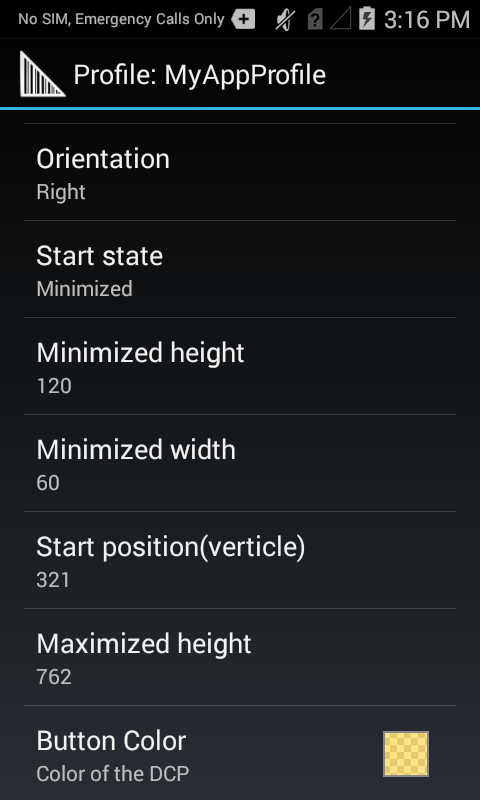 No SIM, Emergency Calls Only 3:16 PM
Profile: MyAppProfile
Orientation
Right
Start state
Minimized
Minimized height
120
Minimized width
60
Start position(verticle)
321
Maximized height
762
Button Color
Color of the DCP